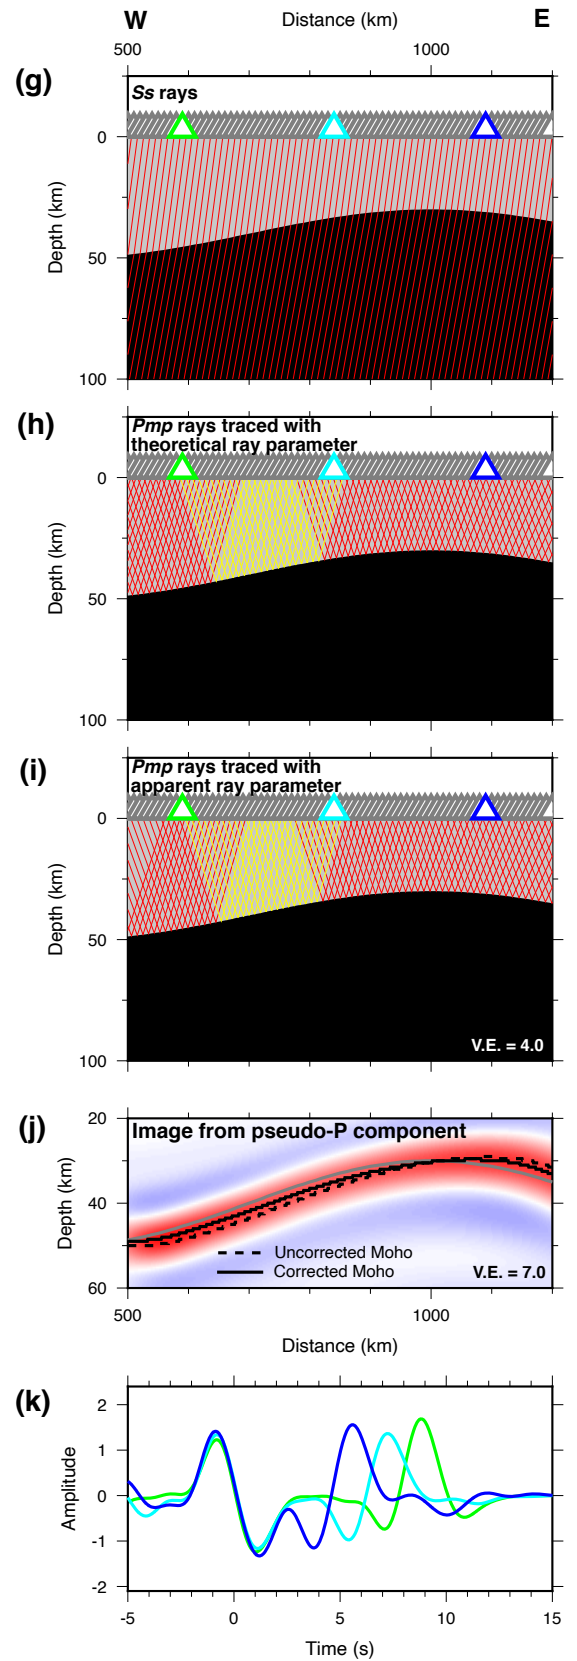 W E
Distance (km)
500 1000
(g)
Ss rays
0
50
100
Depth (km)
(h)
Pmp rays traced with
theoretical ray parameter
0
50
100
Depth (km)
(i)
Pmp rays traced with
apparent ray parameter
0
50
100
Depth (km)
V.E. = 4.0
(j)
Image from pseudo-P component
20
40
60
Depth (km)
Uncorrected Moho
Corrected Moho
V.E. = 7.0
500 1000
Distance (km)
(k)
2
1
0
-1
-2
Amplitude
-5 0 5 10 15
Time (s)